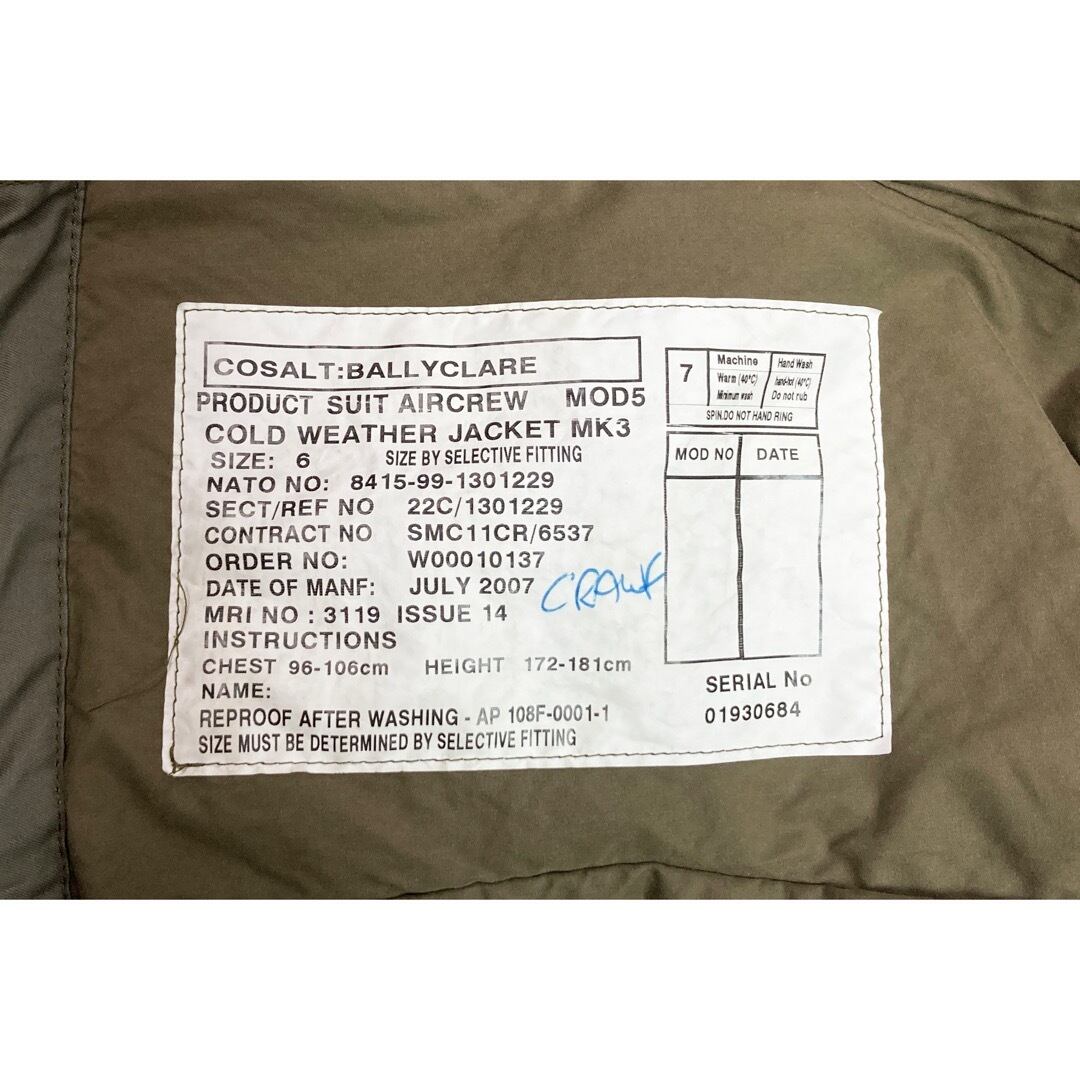 COSALT:BALLYCLARE
PRODUCT SUIT AIRCREW MOD5
COLD WEATHER JACKET MK3
SIZE: 6 SIZE BY SELECTIVE FITTING
NATO NO: 8415-99-1301229
SECT/REF NO 22C/1301229
CONTRACT NO SMC11CR/6537
ORDER NO: W00010137
DATE OF MANF: JULY 2007
CRAWF
MRI NO : 3119 ISSUE 14
INSTRUCTIONS
CHEST 96-106cm HEIGHT 172-181cm
NAME:
REPROOF AFTER WASHING - AP 108F-0001-1
SIZE MUST BE DETERMINED BY SELECTIVE FITTING
7
Machine
Warm (40°C)
Minimum wash
Hand Wash
hand-hot (40°C)
Do not rub
SPIN.DO NOT HAND RING
MOD NO DATE
SERIAL No
01930684